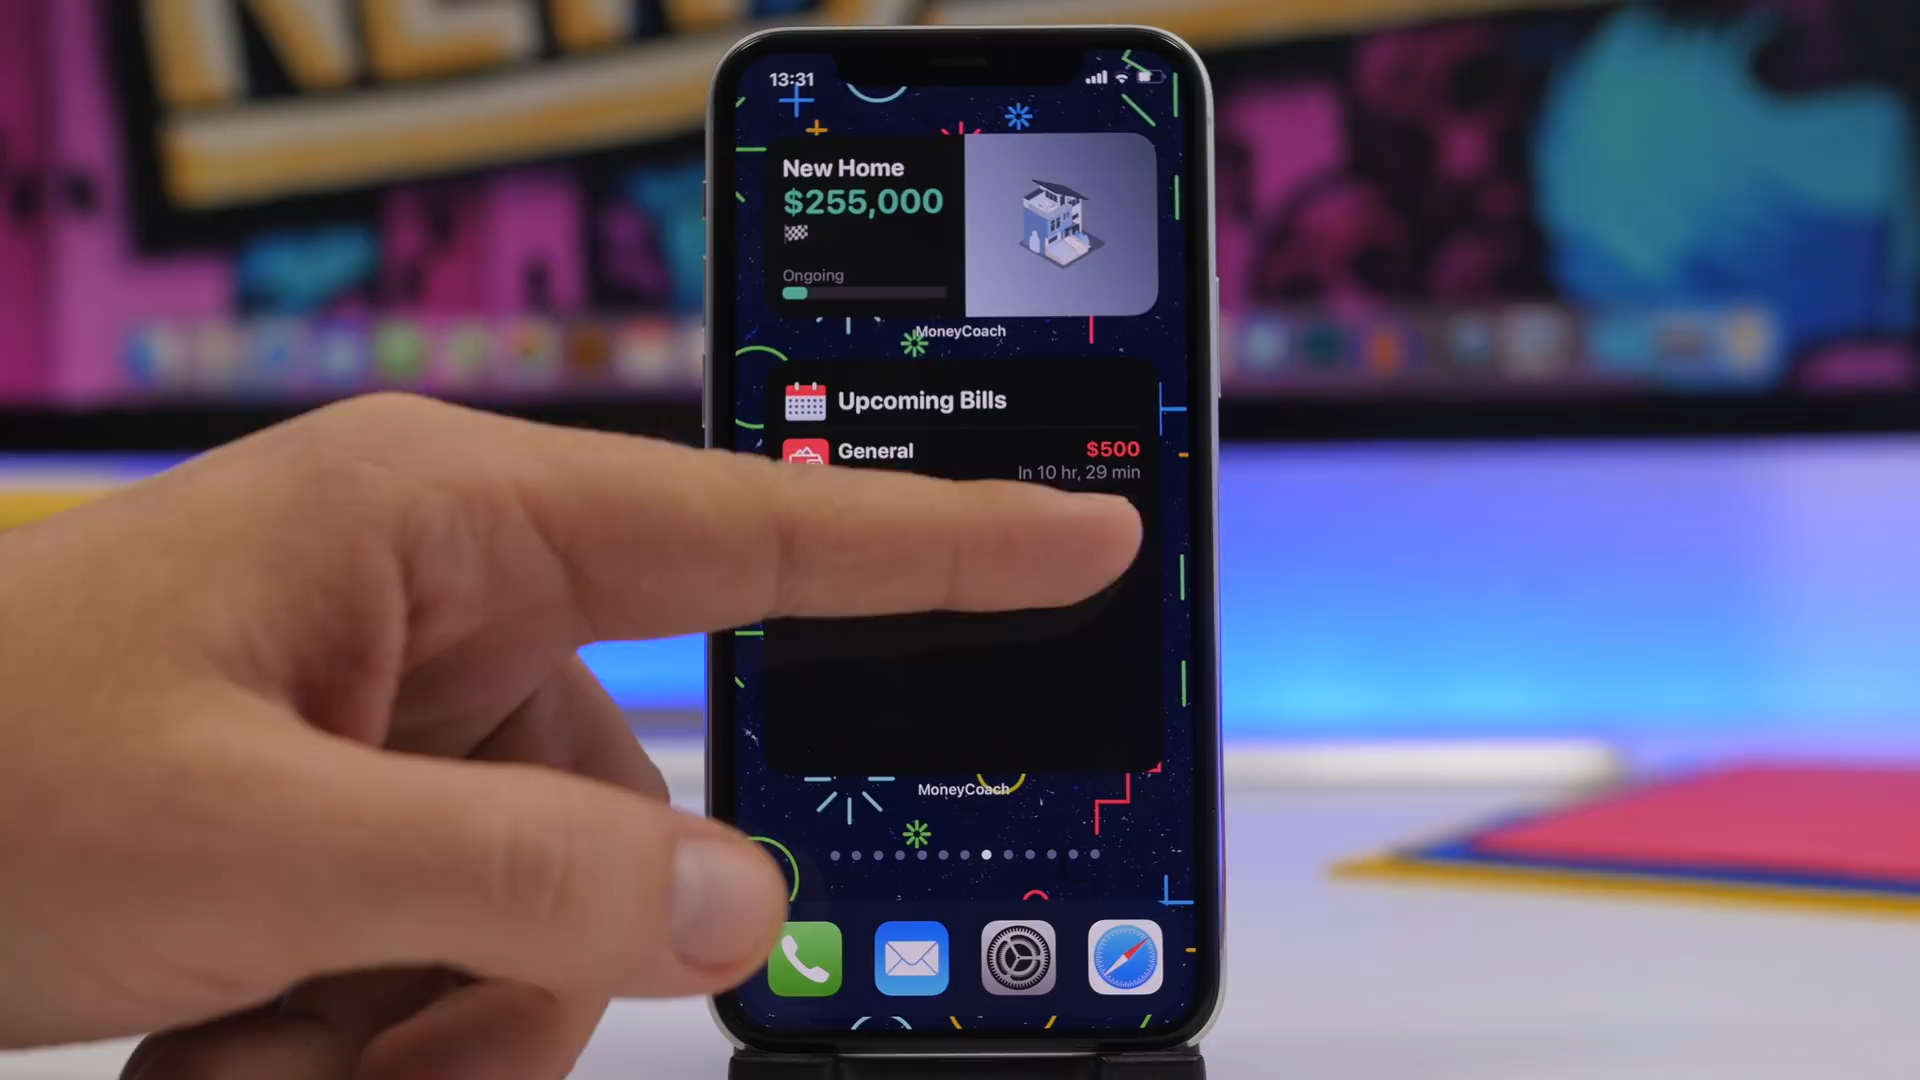 13:31
New Home
$255,000
Ongoing
MoneyCoach
Upcoming Bills
General
$500
In 10 hr, 29 min
MoneyCoach